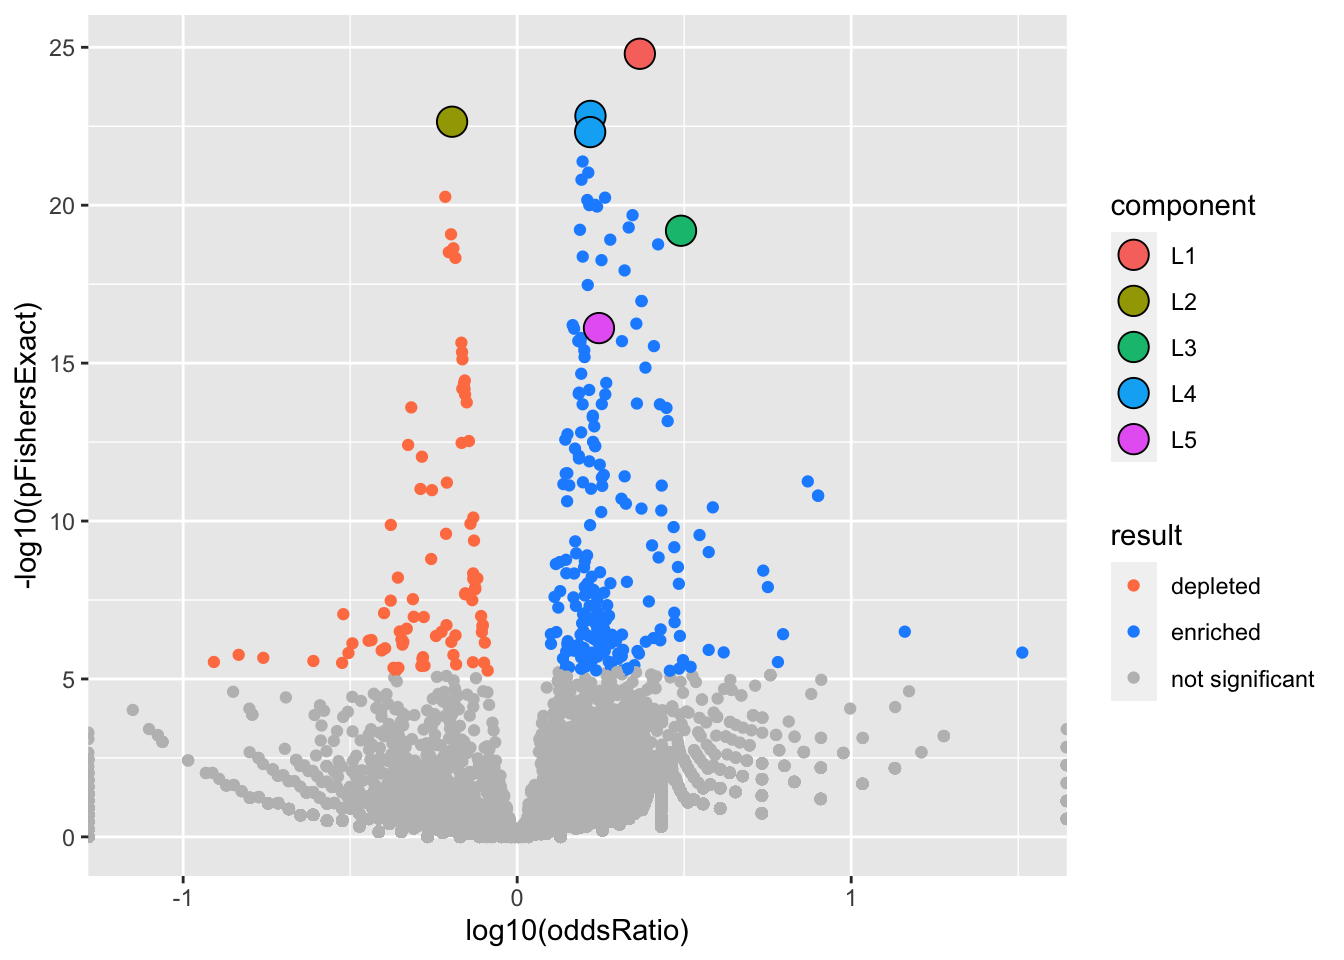 25
20
15
10
5
0
-log10(pFishersExact)
-1
0
1
log10(oddsRatio)
component
L1
L2
L3
L4
L5
result
depleted
enriched
not significant